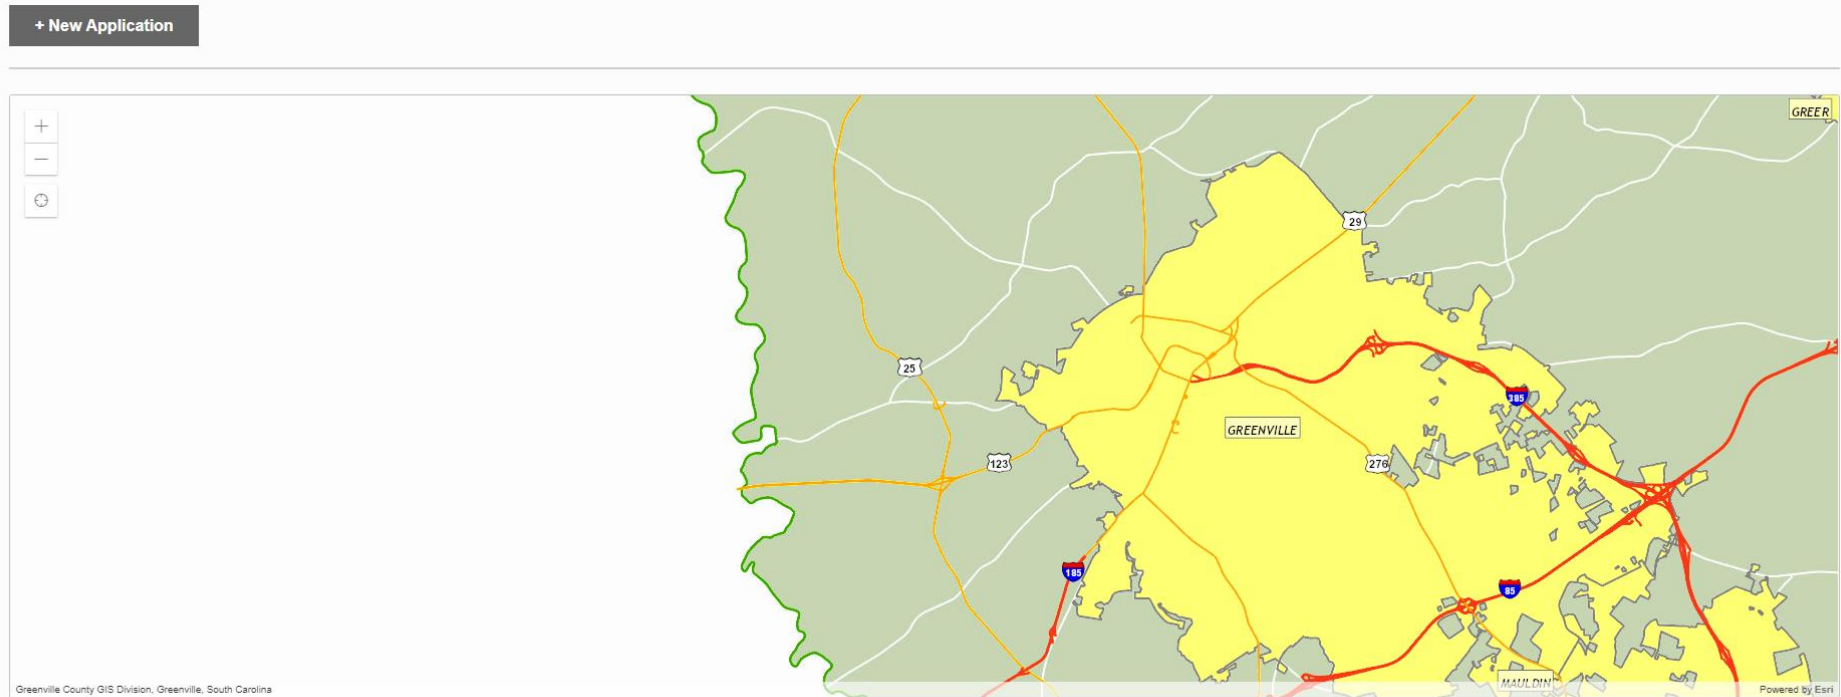 + New Application
GREER
29
25
385
GREENVILLE
123
276
185
85
MAULDIN
Greenville County GIS Division, Greenville, South Carolina
Powered by Esri